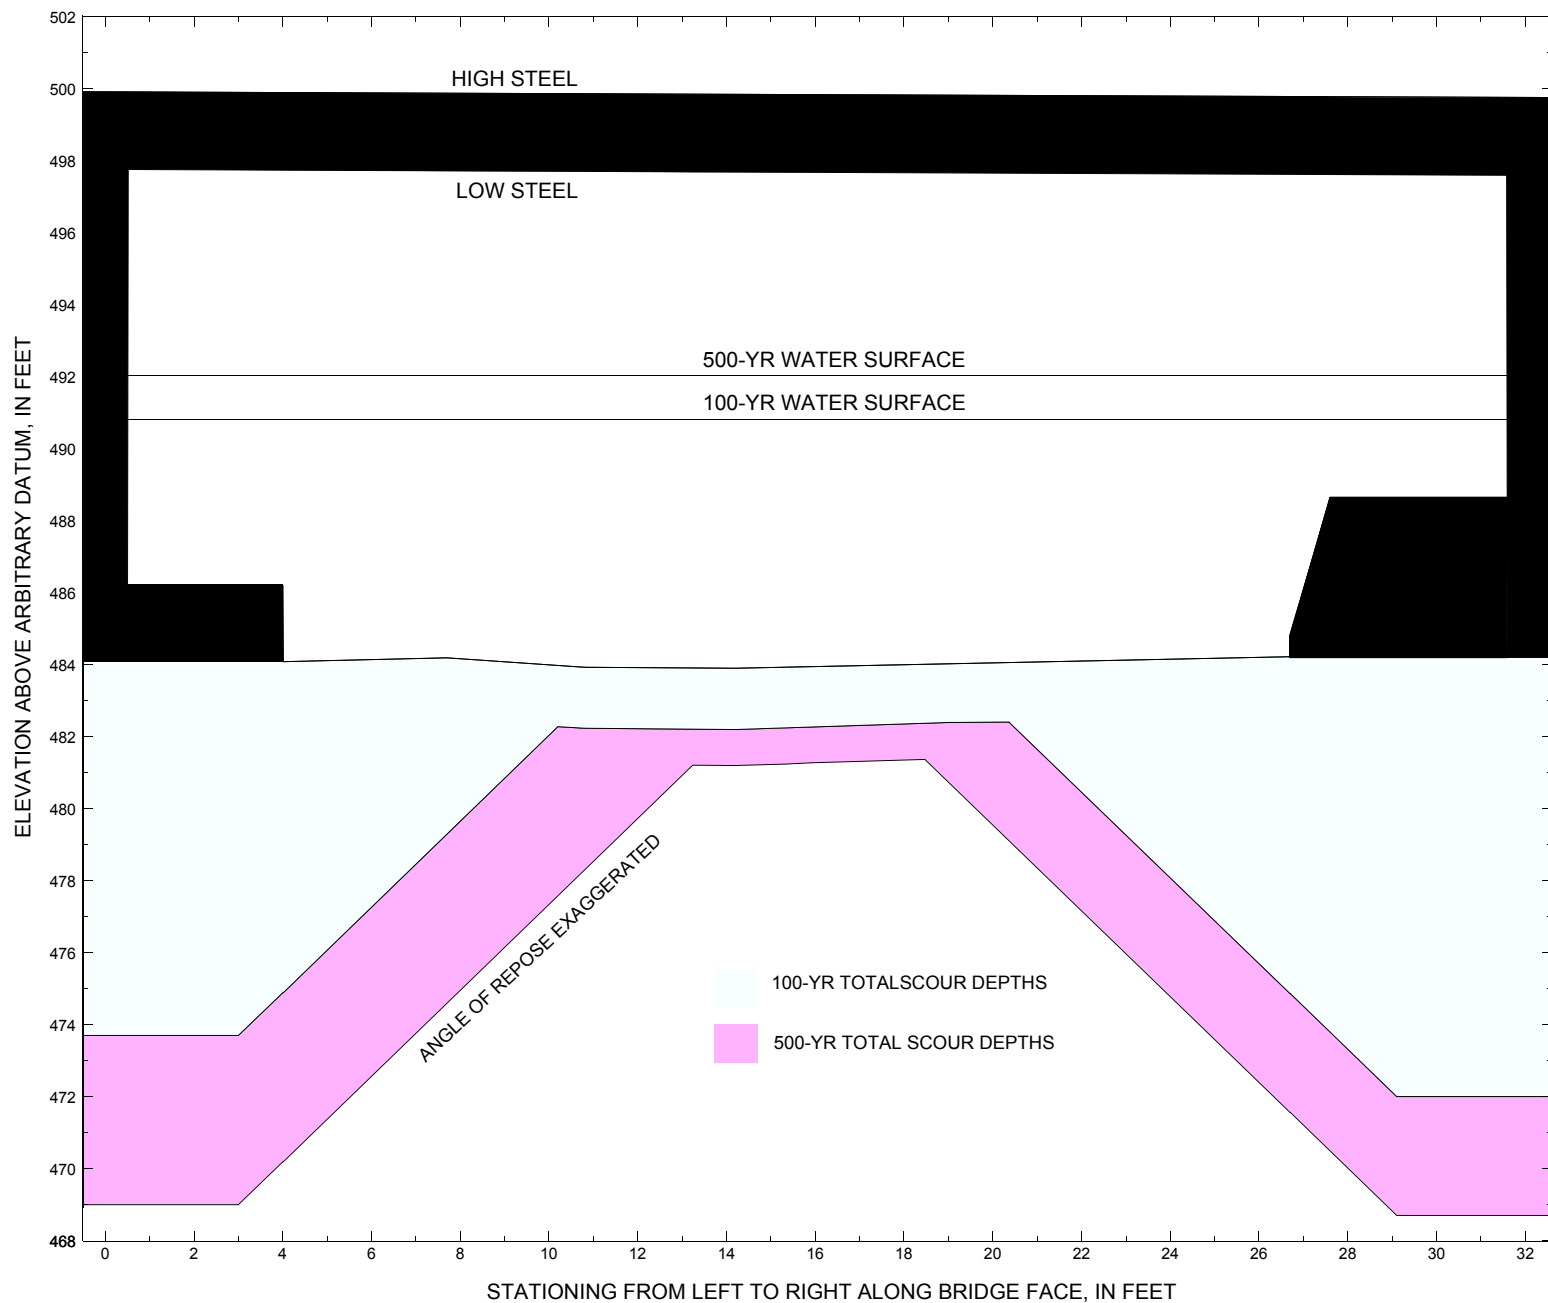 502
500
498
496
494
492
490
488
486
484
482
480
478
476
474
472
470
468
ELEVATION ABOVE ARBITRARY DATUM, IN FEET
HIGH STEEL
LOW STEEL
500-YR WATER SURFACE
100-YR WATER SURFACE
ANGLE OF REPOSE EXAGGERATED
100-YR TOTALSCOUR DEPTHS
500-YR TOTAL SCOUR DEPTHS
0 2 4 6 8 10 12 14 16 18 20 22 24 26 28 30 32
STATIONING FROM LEFT TO RIGHT ALONG BRIDGE FACE, IN FEET